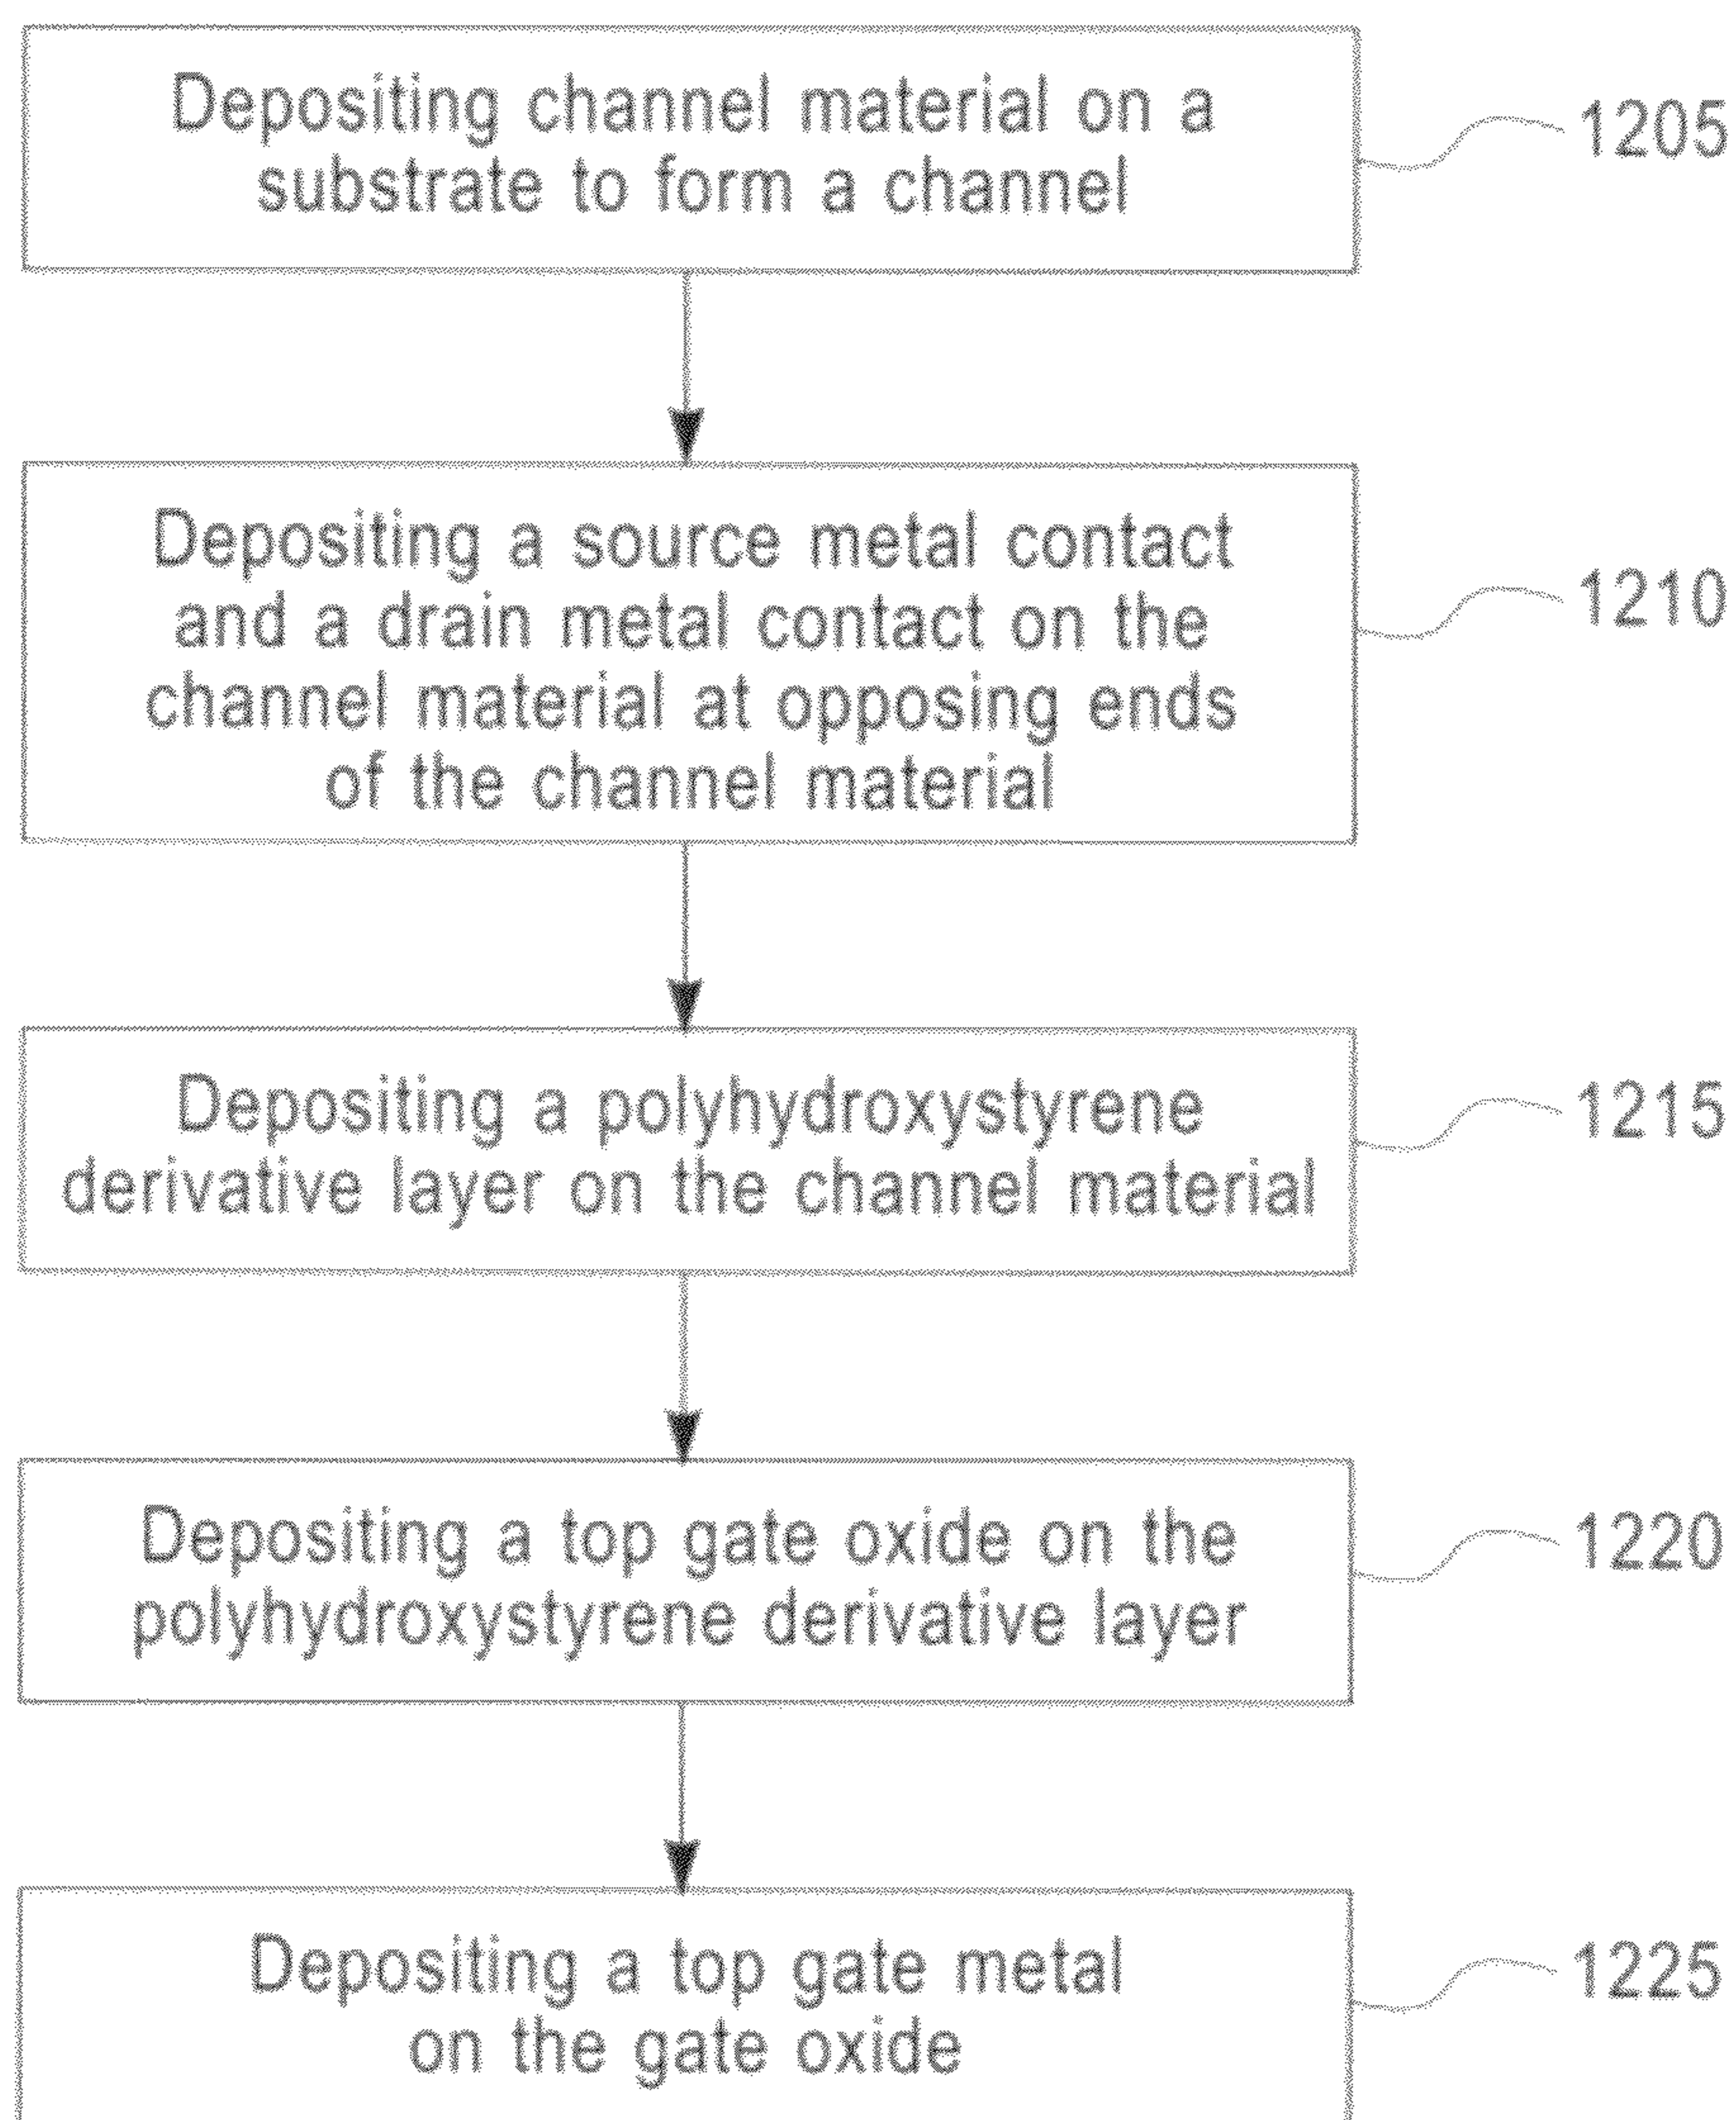 Depositing channel material on a
substrate to form a channel
1205
Depositing a source metal contact
and a drain metal contact on the
channel material at opposing ends
of the channel material
1210
Depositing a polyhydroxystyrene
derivative layer on the channel material
1215
Depositing a top gate oxide on the
polyhydroxystyrene derivative layer
1220
Depositing a top gate metal
on the gate oxide
1225